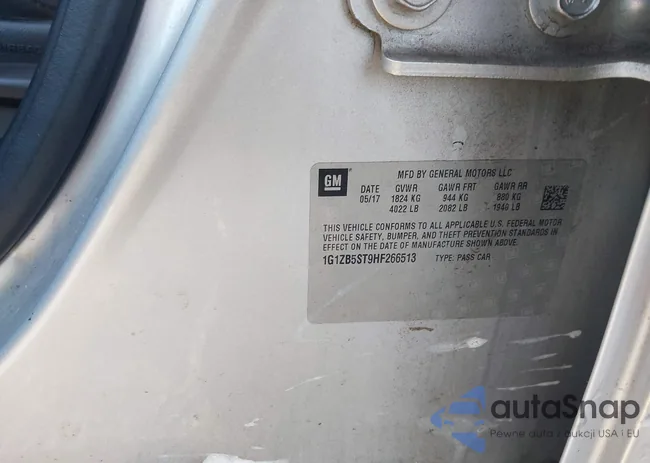 GM
MFD BY GENERAL MOTORS LLC
DATE GVWR GAWR FRT GAWR RR
05/17 1824 KG 944 KG 880 KG
4022 LB 2082 LB 1940 LB
THIS VEHICLE CONFORMS TO ALL APPLICABLE U.S. FEDERAL MOTOR
VEHICLE SAFETY, BUMPER, AND THEFT PREVENTION STANDARDS IN
EFFECT ON THE DATE OF MANUFACTURE SHOWN ABOVE.
1G1ZB5ST9HF266513 TYPE: PASS CAR
autoSnap
Pewne auta z aukcji USA i EU